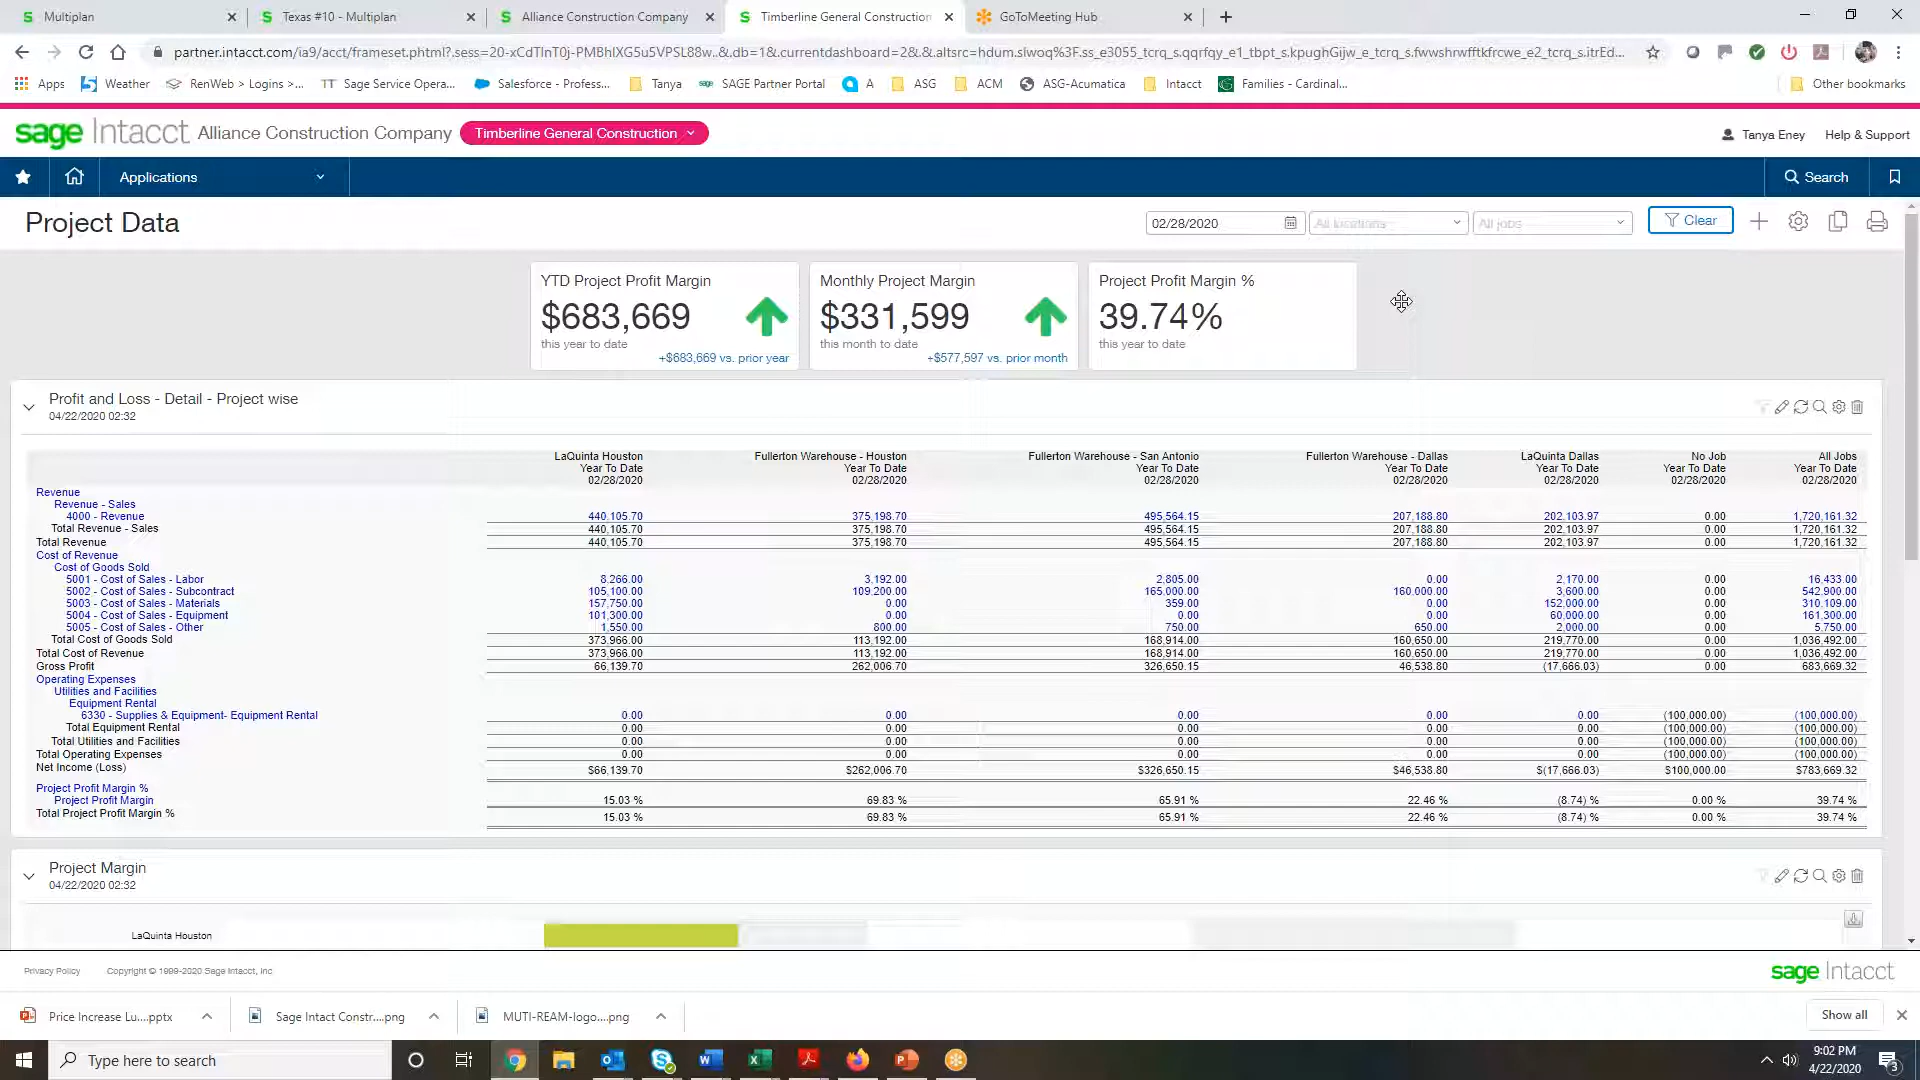 Multiplan
Texas #10 - Multiplan
Alliance Construction Company
Timberline General Construction
GoToMeeting Hub
partner.intacct.com/ia9/acct/frameset.phtml?.sess=20-xCdTlnT0j-PMBhIXG5u5VPSL88w..&.db=1&.currentdashboard=2&.&.altsrc=hdum.slwoq%3F.ss_e3055_tcrq_s.qqrfqy_e1_tbpt_s.kpughGijw_e_tcrq_s.fwwshrwfftkfrcwe_e2_tcrq_s.itrEd...
Apps
Weather
RenWeb > Logins >...
TT Sage Service Opera...
Salesforce - Profess...
Tanya
SAGE Partner Portal
A
ASG
ACM
ASG-Acumatica
Intacct
Families - Cardinal...
Other bookmarks
sage Intacct Alliance Construction Company Timberline General Construction
Tanya Eney Help & Support
Applications
Search
Project Data
02/28/2020 All locations All jobs Clear
YTD Project Profit Margin
$683,669
this year to date
+$683,669 vs. prior year
Monthly Project Margin
$331,599
this month to date
+$577,597 vs. prior month
Project Profit Margin %
39.74%
this year to date
Profit and Loss - Detail - Project wise
04/22/2020 02:32
LaQuinta Houston Fullerton Warehouse - Houston Fullerton Warehouse - San Antonio Fullerton Warehouse - Dallas LaQuinta Dallas No Job All Jobs
Year To Date Year To Date Year To Date Year To Date Year To Date Year To Date Year To Date
02/28/2020 02/28/2020 02/28/2020 02/28/2020 02/28/2020 02/28/2020 02/28/2020
Revenue
Revenue - Sales
4000 - Revenue 440,105.70 375,198.70 495,564.15 207,188.80 202,103.97 0.00 1,720,161.32
Total Revenue - Sales 440,105.70 375,198.70 495,564.15 207,188.80 202,103.97 0.00 1,720,161.32
Total Revenue 440,105.70 375,198.70 495,564.15 207,188.80 202,103.97 0.00 1,720,161.32
Cost of Revenue
Cost of Goods Sold
5001 - Cost of Sales - Labor 8,266.00 3,192.00 2,805.00 0.00 2,170.00 0.00 16,433.00
5002 - Cost of Sales - Subcontract 105,100.00 109,200.00 165,000.00 160,000.00 3,600.00 0.00 542,900.00
5003 - Cost of Sales - Materials 157,750.00 0.00 359.00 0.00 152,000.00 0.00 310,109.00
5004 - Cost of Sales - Equipment 101,300.00 0.00 0.00 0.00 60,000.00 0.00 161,300.00
5005 - Cost of Sales - Other 1,550.00 800.00 750.00 650.00 2,000.00 0.00 5,750.00
Total Cost of Goods Sold 373,966.00 113,192.00 168,914.00 160,650.00 219,770.00 0.00 1,036,492.00
Total Cost of Revenue 373,966.00 113,192.00 168,914.00 160,650.00 219,770.00 0.00 1,036,492.00
Gross Profit 66,139.70 262,006.70 326,650.15 46,538.80 (17,666.03) 0.00 683,669.32
Operating Expenses
Utilities and Facilities
Equipment Rental
6330 - Supplies & Equipment- Equipment Rental 0.00 0.00 0.00 0.00 0.00 (100,000.00) (100,000.00)
Total Equipment Rental 0.00 0.00 0.00 0.00 0.00 (100,000.00) (100,000.00)
Total Utilities and Facilities 0.00 0.00 0.00 0.00 0.00 (100,000.00) (100,000.00)
Total Operating Expenses 0.00 0.00 0.00 0.00 0.00 (100,000.00) (100,000.00)
Net Income (Loss) $66,139.70 $262,006.70 $326,650.15 $46,538.80 $(17,666.03) $100,000.00 $783,669.32
Project Profit Margin %
Project Profit Margin 15.03 % 69.83 % 65.91 % 22.46 % (8.74) % 0.00 % 39.74 %
Total Project Profit Margin % 15.03 % 69.83 % 65.91 % 22.46 % (8.74) % 0.00 % 39.74 %
Project Margin
04/22/2020 02:32
LaQuinta Houston
Privacy Policy Copyright © 1999-2020 Sage Intacct, Inc
sage Intacct
Price Increase Lu....pptx
Sage Intact Constr....png
MUTI-REAM-logo....png
Show all
Type here to search
9:02 PM
4/22/2020
3